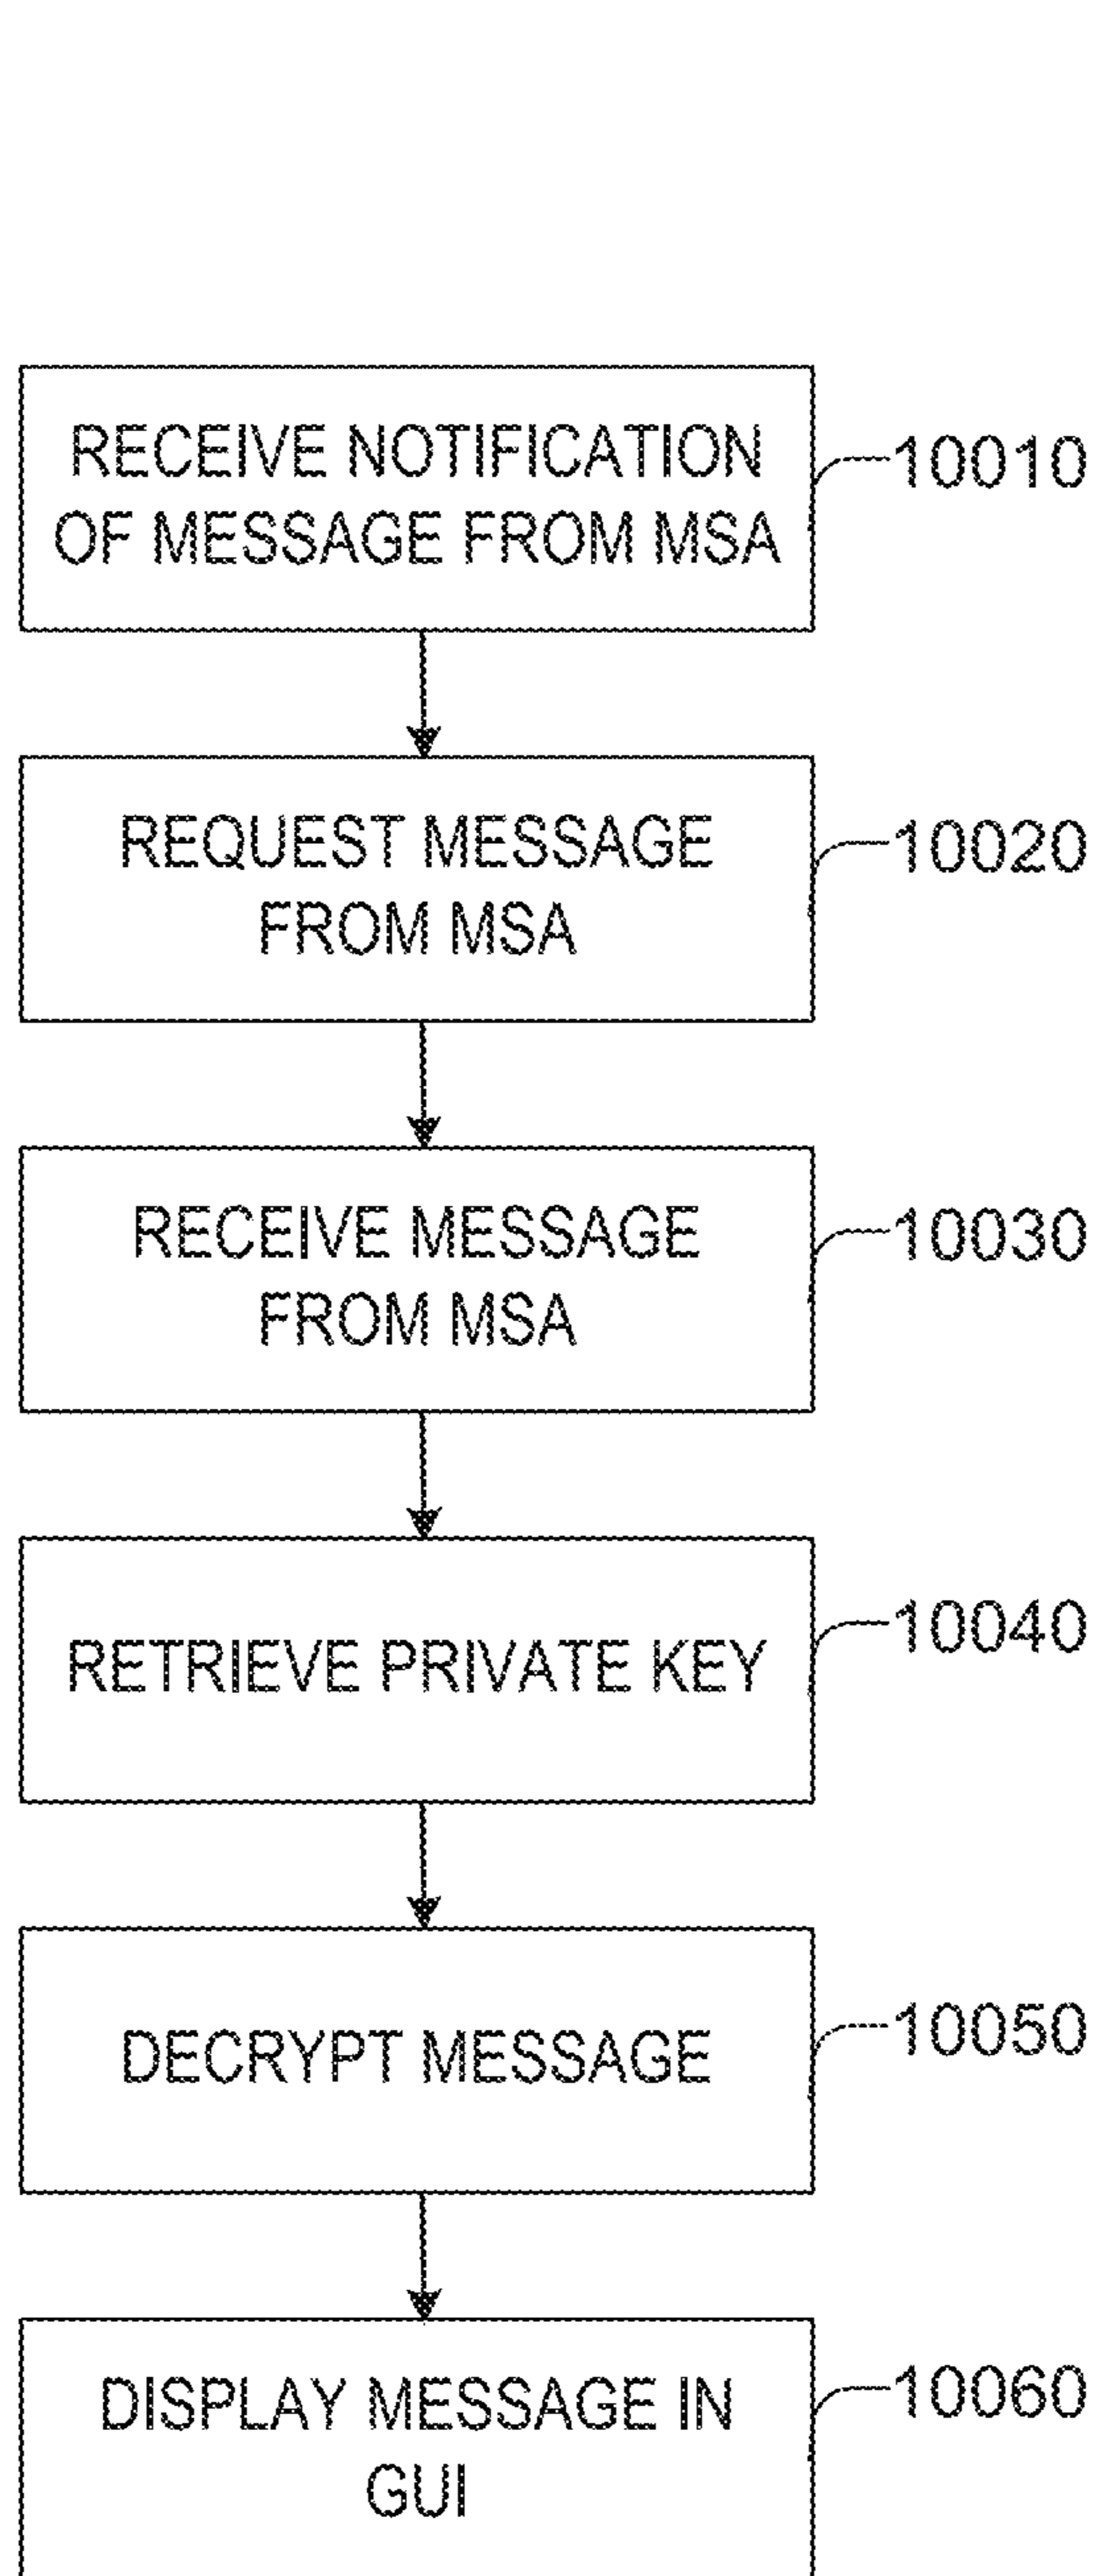 RECEIVE NOTIFICATION
OF MESSAGE FROM MSA
10010
REQUEST MESSAGE
FROM MSA
10020
RECEIVE MESSAGE
FROM MSA
10030
RETRIEVE PRIVATE KEY
10040
DECRYPT MESSAGE
10050
DISPLAY MESSAGE IN
GUI
10060